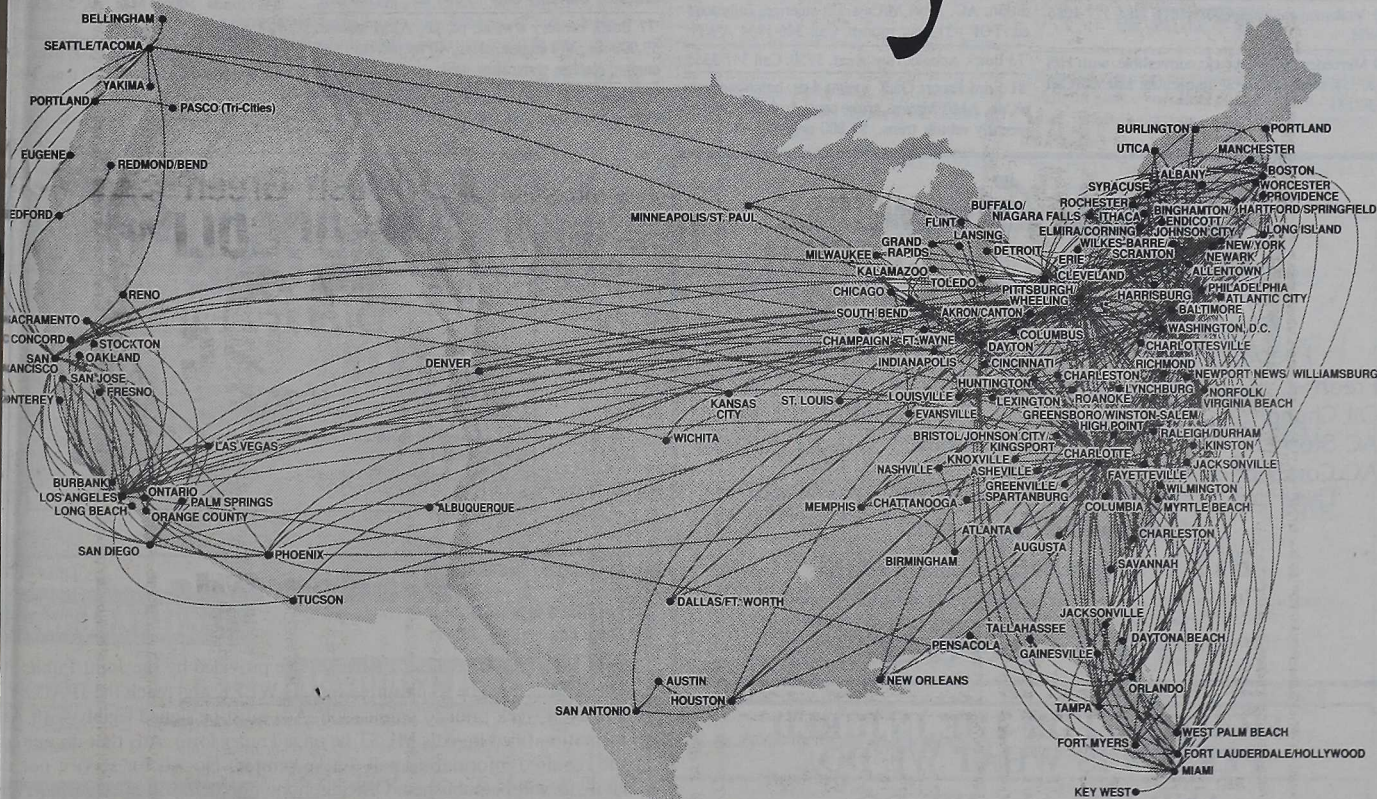 y
BELLINGHAM
SEATTLE/TACOMA
YAKIMA
PORTLAND
PASCO (Tri-Cities)
EUGENE
REDMOND/BEND
EDFORD
RENO
ACRAMENTO
CONCORD
STOCKTON
SAN
ANCISCO
OAKLAND
SAN JOSE
FRESNO
ONTEREY
LAS VEGAS
BURBANK
LOS ANGELES
LONG BEACH
ONTARIO
PALM SPRINGS
ORANGE COUNTY
SAN DIEGO
PHOENIX
TUCSON
DENVER
ALBUQUERQUE
MINNEAPOLIS/ST. PAUL
KANSAS
CITY
WICHITA
ST. LOUIS
DALLAS/FT. WORTH
AUSTIN
SAN ANTONIO
HOUSTON
NEW ORLEANS
MILWAUKEE
GRAND
RAPIDS
FLINT
LANSING
DETROIT
KALAMAZOO
CHICAGO
TOLEDO
SOUTH BEND
CHAMPAIGN
FT. WAYNE
INDIANAPOLIS
AKRON/CANTON
COLUMBUS
DAYTON
CINCINNATI
BUFFALO/
NIAGARA FALLS
ERIE
CLEVELAND
PITTSBURGH/
WHEELING
BURLINGTON
PORTLAND
UTICA
MANCHESTER
ALBANY
BOSTON
SYRACUSE
WORCESTER
PROVIDENCE
ROCHESTER
ITHACA
BINGHAMTON/
ENDICOTT/
JOHNSON CITY
HARTFORD/SPRINGFIELD
ELMIRA/CORNING
LONG ISLAND
WILKES-BARRE/
SCRANTON
NEW YORK
NEWARK
ALLENTOWN
HARRISBURG
PHILADELPHIA
ATLANTIC CITY
BALTIMORE
WASHINGTON, D.C.
CHARLOTTESVILLE
HUNTINGTON
CHARLESTON
RICHMOND
NEWPORT NEWS/ WILLIAMSBURG
LOUISVILLE
LEXINGTON
ROANOKE
LYNCHBURG
NORFOLK/
VIRGINIA BEACH
EVANSVILLE
GREENSBORO/WINSTON-SALEM/
HIGH POINT
BRISTOL/JOHNSON CITY/
KINGSPORT
RALEIGH/DURHAM
KINSTON
KNOXVILLE
CHARLOTTE
NASHVILLE
ASHEVILLE
JACKSONVILLE
FAYETTEVILLE
GREENVILLE/
SPARTANBURG
WILMINGTON
MEMPHIS
CHATTANOOGA
COLUMBIA
MYRTLE BEACH
ATLANTA
AUGUSTA
CHARLESTON
BIRMINGHAM
SAVANNAH
JACKSONVILLE
TALLAHASSEE
DAYTONA BEACH
PENSACOLA
GAINESVILLE
ORLANDO
TAMPA
WEST PALM BEACH
FORT MYERS
FORT LAUDERDALE/HOLLYWOOD
MIAMI
KEY WEST